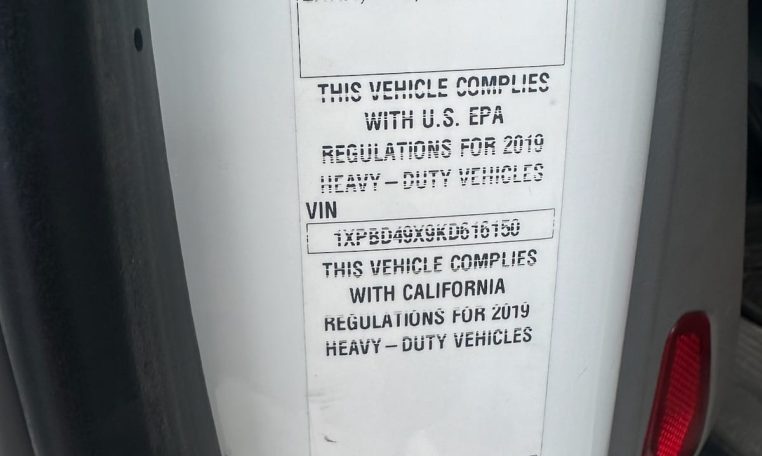 THIS VEHICLE COMPLIES
WITH U.S. EPA
REGULATIONS FOR 2019
HEAVY-DUTY VEHICLES
VIN
1XPBD49X9KD616150
THIS VEHICLE COMPLIES
WITH CALIFORNIA
REGULATIONS FOR 2019
HEAVY-DUTY VEHICLES